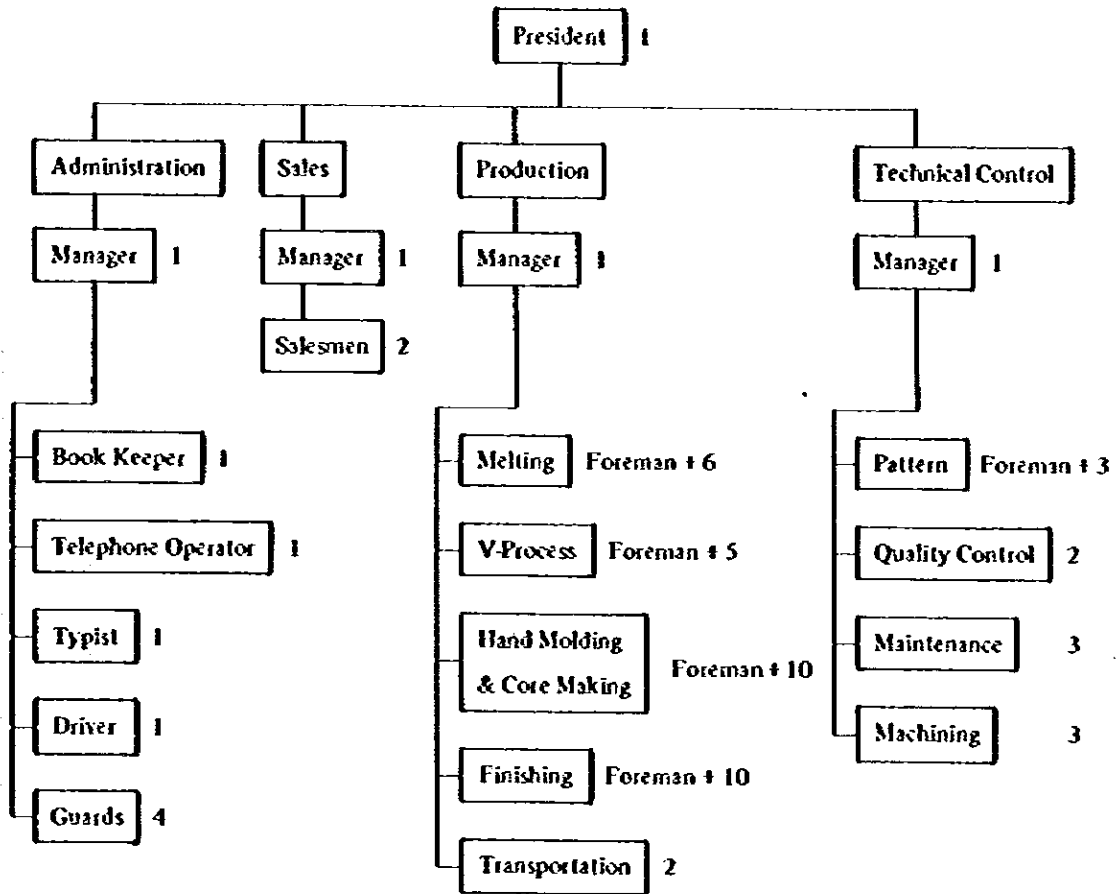 President 1
Administration
Manager 1
Book Keeper 1
Telephone Operator 1
Typist 1
Driver 1
Guards 4
Sales
Manager 1
Salesmen 2
Production
Manager 1
Melting Foreman + 6
V-Process Foreman + 5
Hand Molding
& Core Making
Foreman + 10
Finishing Foreman + 10
Transportation 2
Technical Control
Manager 1
Pattern Foreman + 3
Quality Control 2
Maintenance 3
Machining 3